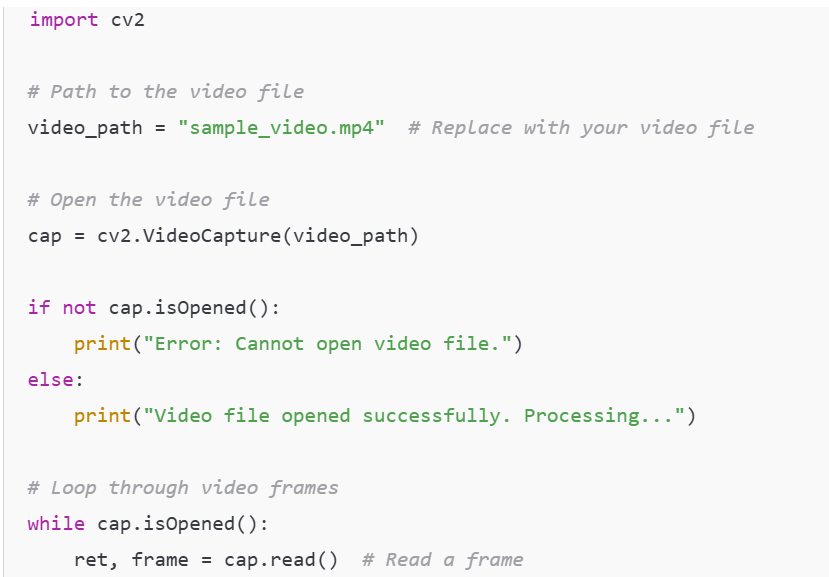 import cv2
# Path to the video file
video_path = "sample_video.mp4"  # Replace with your video file
# Open the video file
cap = cv2.VideoCapture(video_path)
if not cap.isOpened():
    print("Error: Cannot open video file.")
else:
    print("Video file opened successfully. Processing...")
# Loop through video frames
while cap.isOpened():
    ret, frame = cap.read()  # Read a frame